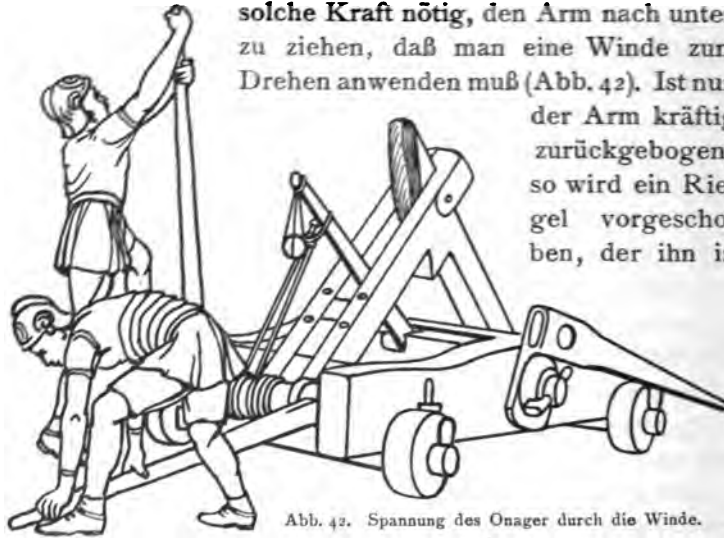 solche Kraft nötig, den Arm nach unte
zu ziehen, daß man eine Winde zur
Drehen anwenden muß (Abb. 42). Ist nu
der Arm kräftig
zurückgebogen
so wird ein Rie
gel vorgescho
ben, der ihn i
Abb. 42. Spannung des Onager durch die Winde.